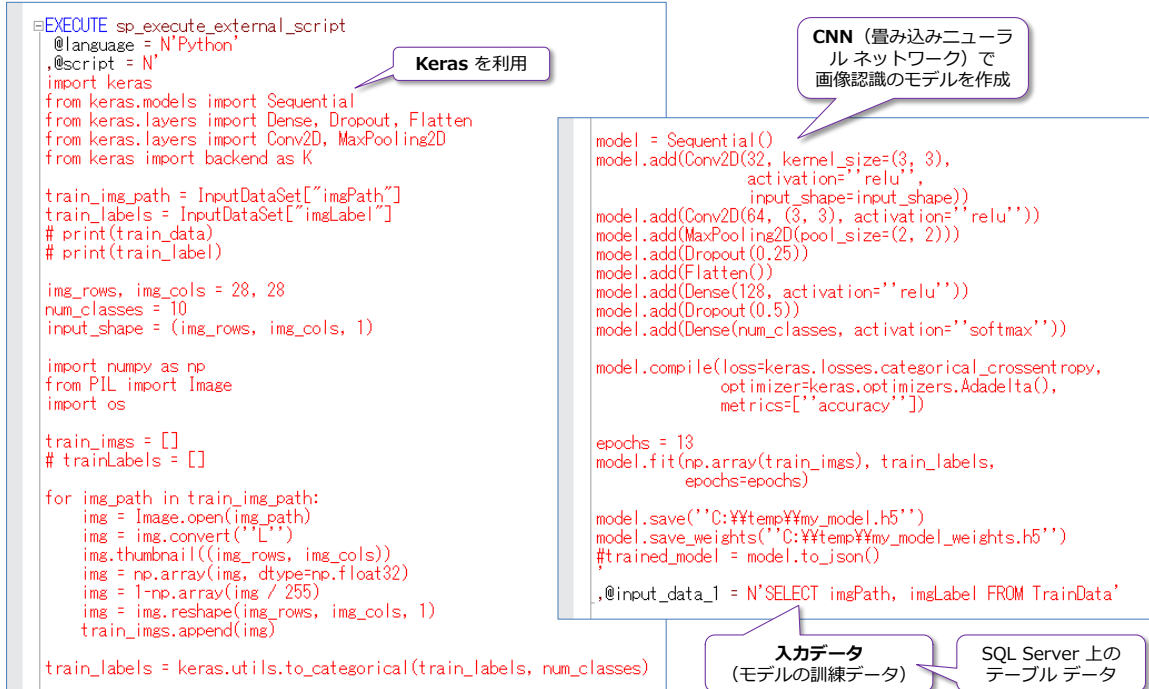 EXECUTE sp_execute_external_script
@language = N'Python'
,@script = N'
import keras
from keras.models import Sequential
from keras.layers import Dense, Dropout, Flatten
from keras.layers import Conv2D, MaxPooling2D
from keras import backend as K
train_img_path = InputDataSet["imgPath"]
train_labels = InputDataSet["imgLabel"]
# print(train_data)
# print(train_label)
img_rows, img_cols = 28, 28
num_classes = 10
input_shape = (img_rows, img_cols, 1)
import numpy as np
from PIL import Image
import os
train_imgs = []
# trainLabels = []
for img_path in train_img_path:
img = Image.open(img_path)
img = img.convert(''L'')
img.thumbnail((img_rows, img_cols))
img = np.array(img, dtype=np.float32)
img = 1-np.array(img / 255)
img = img.reshape(img_rows, img_cols, 1)
train_imgs.append(img)
train_labels = keras.utils.to_categorical(train_labels, num_classes)
Keras を利用
CNN（畳み込みニューラ
ル ネットワーク）で
画像認識のモデルを作成
model = Sequential()
model.add(Conv2D(32, kernel_size=(3, 3),
activation=''relu'',
input_shape=input_shape))
model.add(Conv2D(64, (3, 3), activation=''relu''))
model.add(MaxPooling2D(pool_size=(2, 2)))
model.add(Dropout(0.25))
model.add(Flatten())
model.add(Dense(128, activation=''relu''))
model.add(Dropout(0.5))
model.add(Dense(num_classes, activation=''softmax''))
model.compile(loss=keras.losses.categorical_crossentropy,
optimizer=keras.optimizers.Adadelta(),
metrics=[''accuracy''])
epochs = 13
model.fit(np.array(train_imgs), train_labels,
epochs=epochs)
model.save(''C:¥¥temp¥¥my_model.h5'')
model.save_weights(''C:¥¥temp¥¥my_model_weights.h5'')
#trained_model = model.to_json()
'
,@input_data_1 = N'SELECT imgPath, imgLabel FROM TrainData'
入力データ
（モデルの訓練データ）
SQL Server 上の
テーブル データ